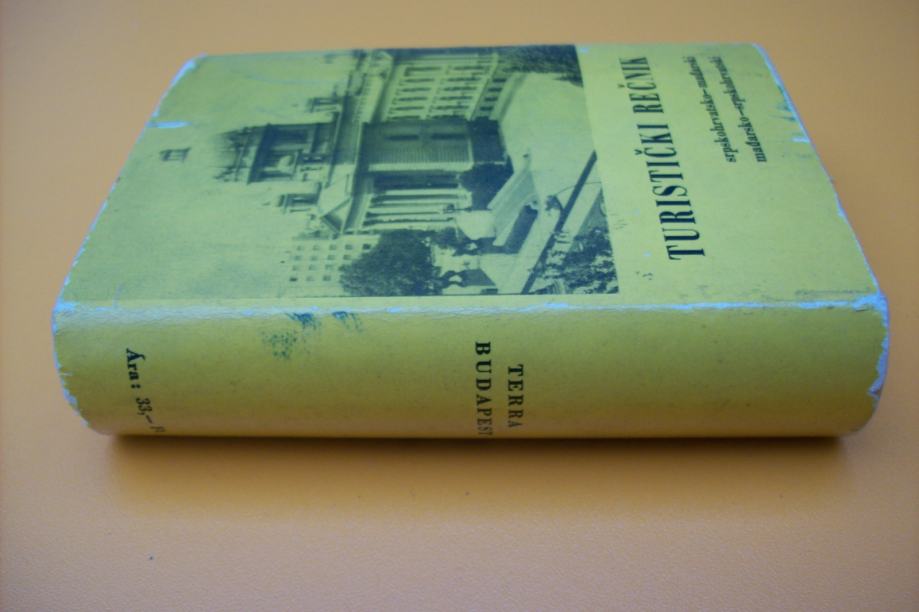 TURISTIČKI REČNIK
srpskohrvatsko–mađarski
mađarsko–srpskohrvatski
TERRA
BUDAPEST
Ára: 33,– F